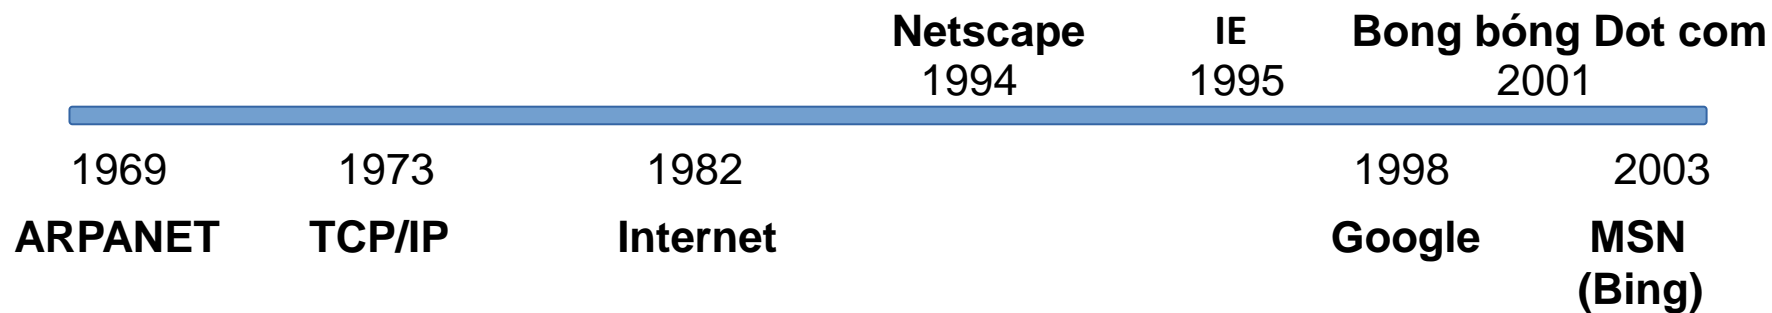 Netscape IE Bong bóng Dot com
1994 1995 2001
1969 1973 1982 1998 2003
ARPANET TCP/IP Internet Google MSN
(Bing)